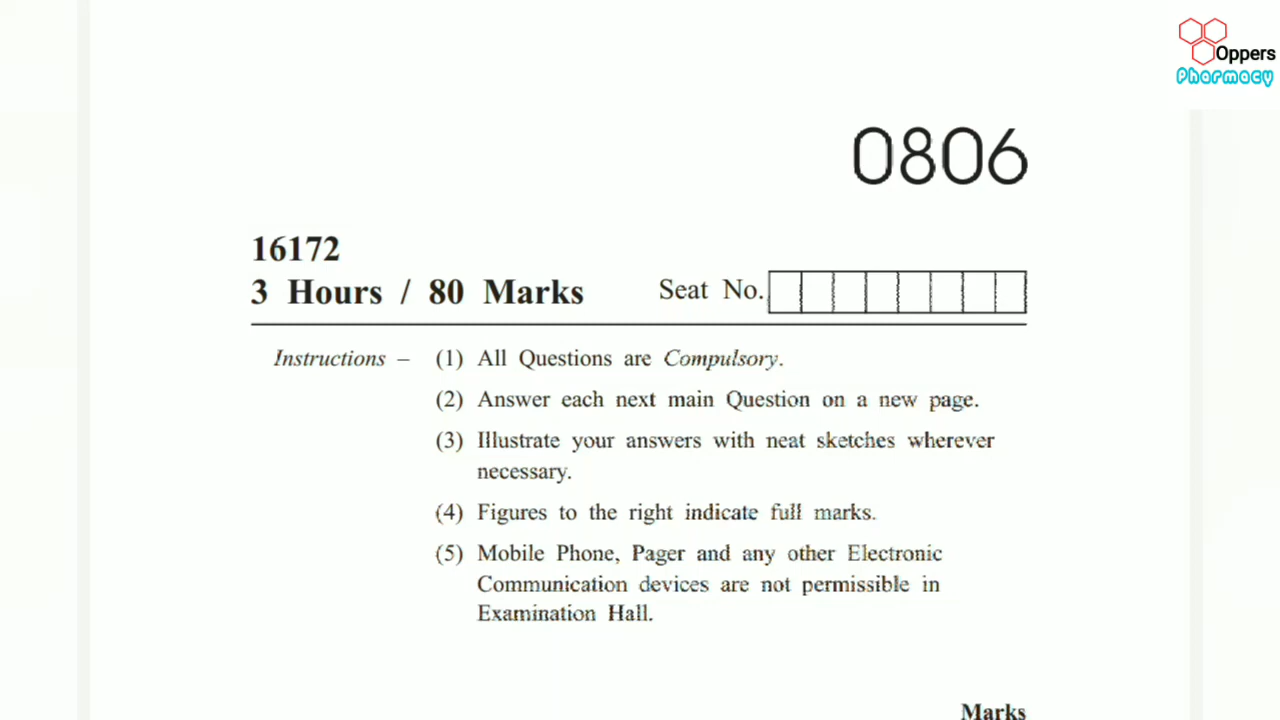 Oppers
Pharmacy
0806
16172
3 Hours / 80 Marks Seat No.
Instructions – (1) All Questions are Compulsory.
(2) Answer each next main Question on a new page.
(3) Illustrate your answers with neat sketches wherever
necessary.
(4) Figures to the right indicate full marks.
(5) Mobile Phone, Pager and any other Electronic
Communication devices are not permissible in
Examination Hall.
Marks